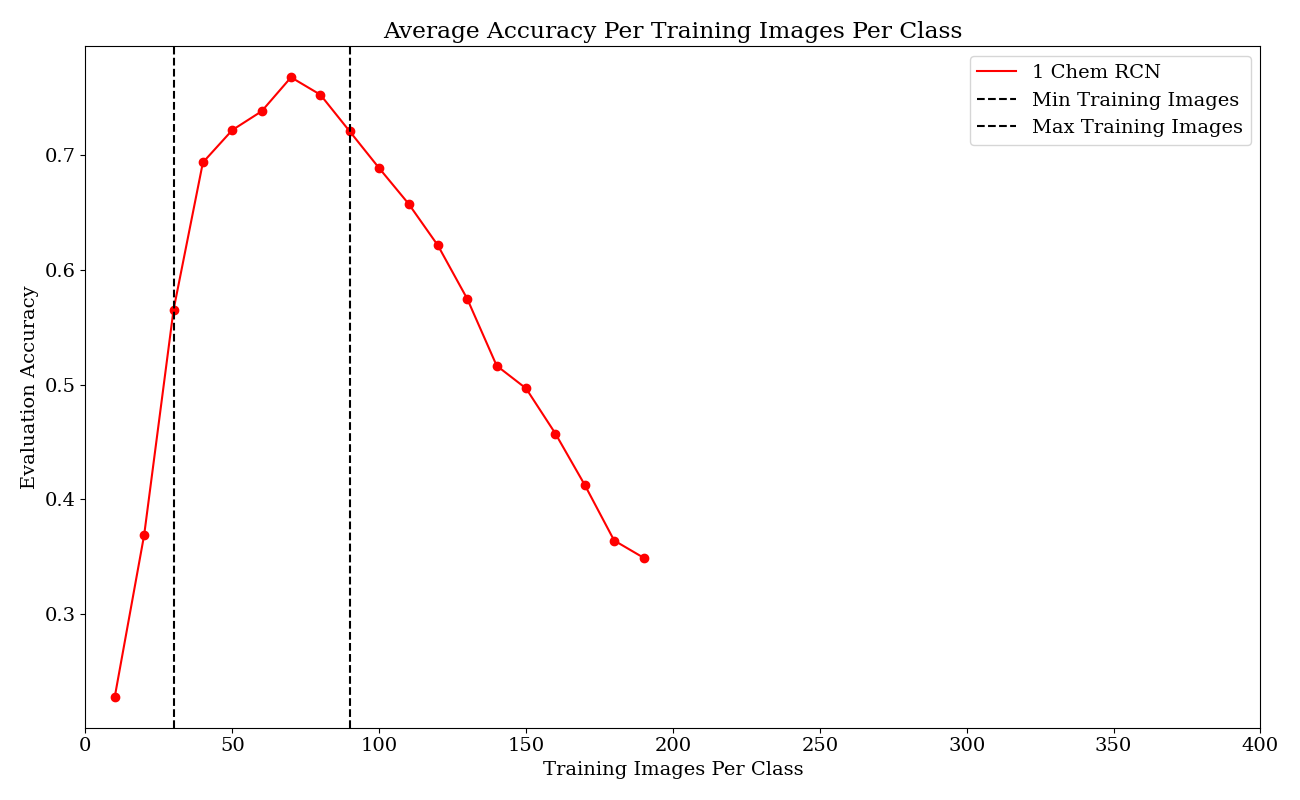 Average Accuracy Per Training Images Per Class
1 Chem RCN
Min Training Images
Max Training Images
Evaluation Accuracy
0.7
0.6
0.5
0.4
0.3
0 50 100 150 200 250 300 350 400
Training Images Per Class